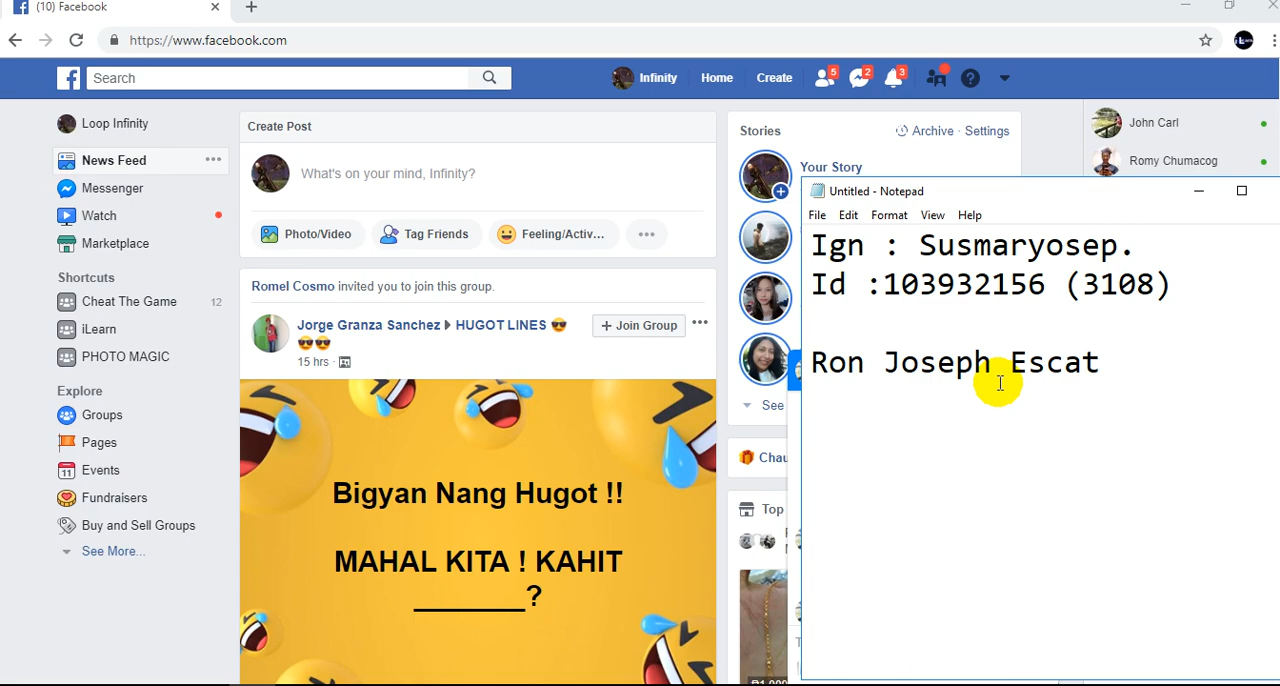 (10) Facebook
https://www.facebook.com
Search
Infinity
Home
Create
5
2
3
Loop Infinity
News Feed
Messenger
Watch
Marketplace
Shortcuts
Cheat The Game 12
iLearn
PHOTO MAGIC
Explore
Groups
Pages
11 Events
Fundraisers
Buy and Sell Groups
See More...
Create Post
What's on your mind, Infinity?
Photo/Video
Tag Friends
Feeling/Activ...
Romel Cosmo invited you to join this group.
Jorge Granza Sanchez HUGOT LINES
+ Join Group
15 hrs ·
Bigyan Nang Hugot !!
MAHAL KITA ! KAHIT
_______?
Stories
Archive · Settings
Your Story
See
Chau
Top
John Carl
Romy Chumacog
Untitled - Notepad
File Edit Format View Help
Ign : Susmaryosep.
Id :103932156 (3108)
Ron Joseph Escat